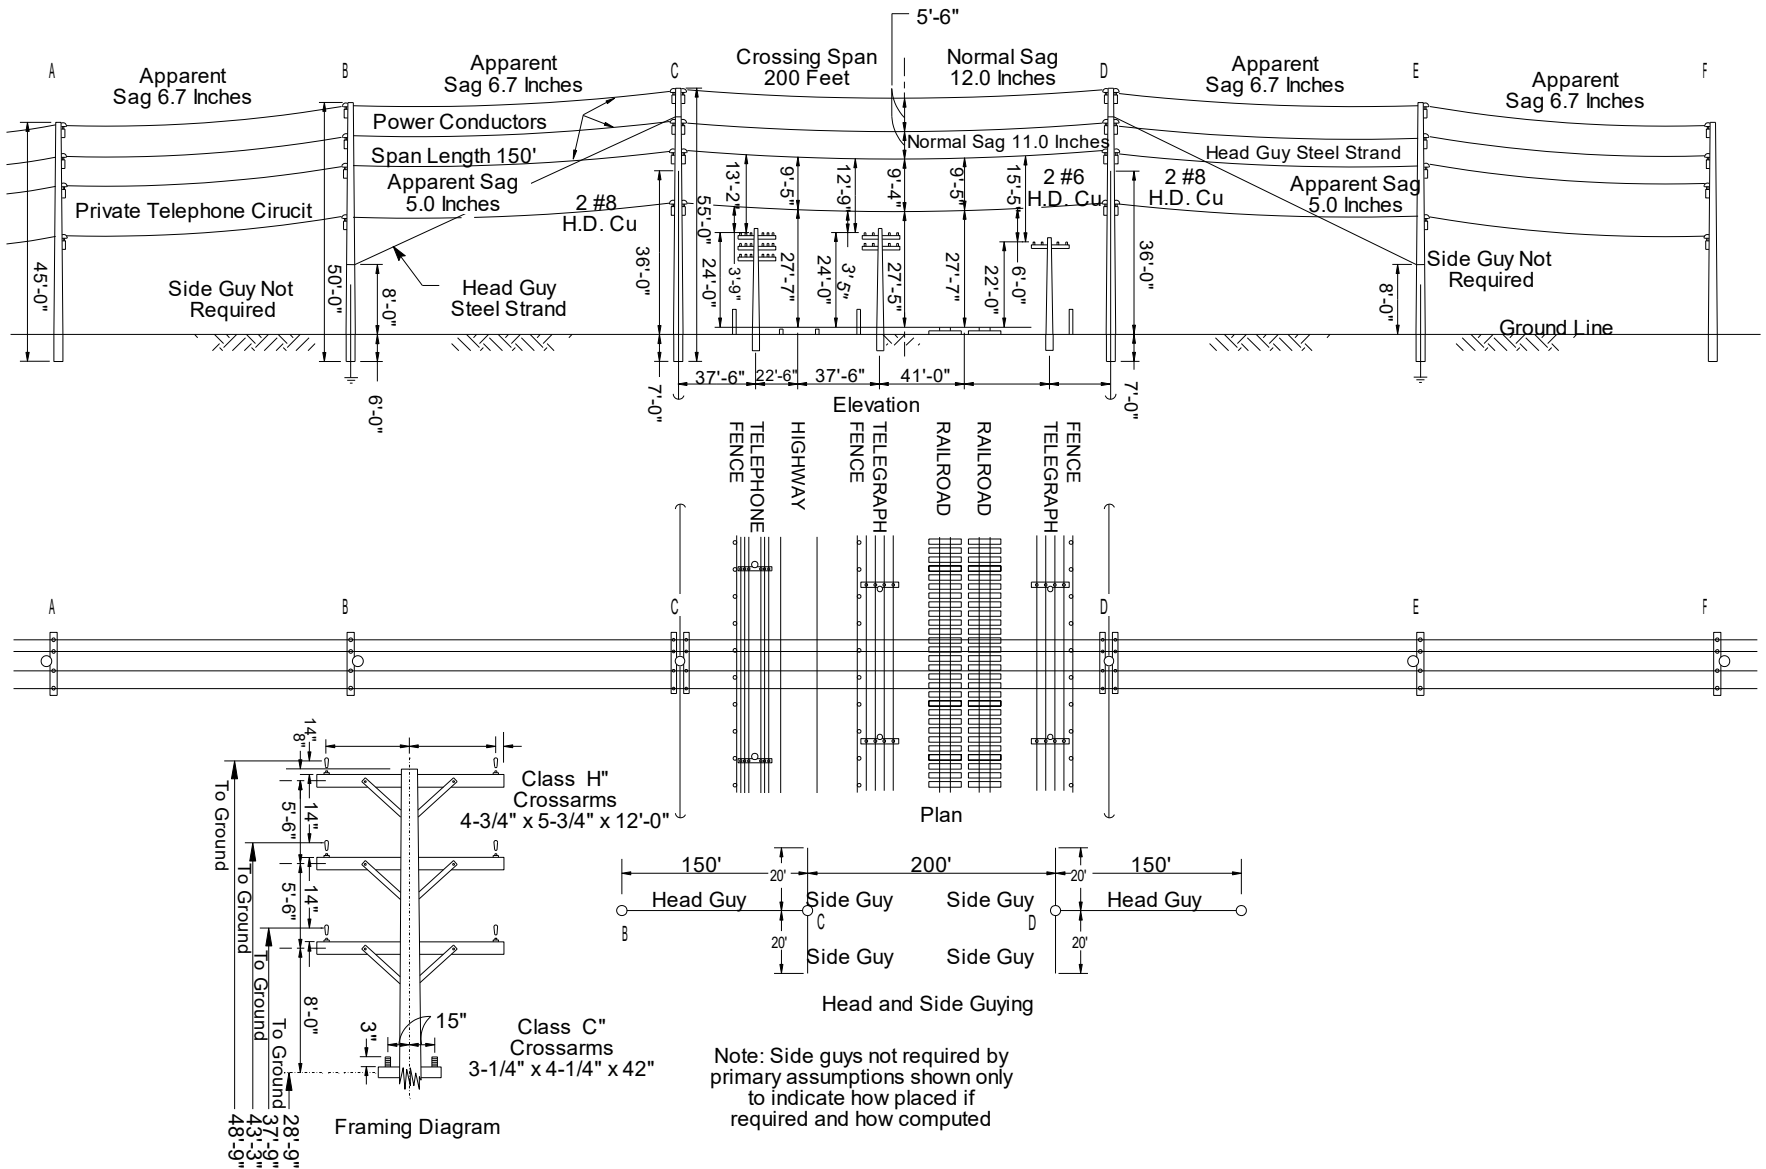 5'-6"
A
B
C
D
E
F
Apparent
Sag 6.7 Inches
Apparent
Sag 6.7 Inches
Crossing Span
200 Feet
Normal Sag
12.0 Inches
Apparent
Sag 6.7 Inches
Apparent
Sag 6.7 Inches
Power Conductors
Span Length 150'
Apparent Sag
5.0 Inches
Private Telephone Cirucit
2 #8
H.D. Cu
Normal Sag 11.0 Inches
2 #6
H.D. Cu
2 #8
H.D. Cu
Head Guy Steel Strand
Apparent Sag
5.0 Inches
45'-0"
50'-0"
8'-0"
6'-0"
Side Guy Not
Required
Head Guy
Steel Strand
36'-0"
55'-0"
7'-0"
13'-2"
9'-5"
12'-9"
9'-4"
9'-5"
15'-5"
24'-0"
3'-9"
27'-7"
24'-0"
3' 5"
27'-5"
27'-7"
22'-0"
6'-0"
36'-0"
7'-0"
8'-0"
Side Guy Not
Required
Ground Line
37'-6"
22'-6"
37'-6"
41'-0"
Elevation
FENCE
TELEPHONE
HIGHWAY
FENCE
TELEGRAPH
RAILROAD
RAILROAD
TELEGRAPH
FENCE
A
B
C
D
E
F
Plan
14"
8"
5'-6"
14"
5'-6"
14"
8'-0"
3"
15"
To Ground
To Ground
To Ground
To Ground
48'-9"
43'-3"
37'-9"
28'-9"
Class H"
Crossarms
4-3/4" x 5-3/4" x 12'-0"
Class C"
Crossarms
3-1/4" x 4-1/4" x 42"
Framing Diagram
150'
20'
200'
20'
150'
Head Guy
Side Guy
Side Guy
Head Guy
B
C
D
20'
20'
Side Guy
Side Guy
Head and Side Guying
Note: Side guys not required by
primary assumptions shown only
to indicate how placed if
required and how computed